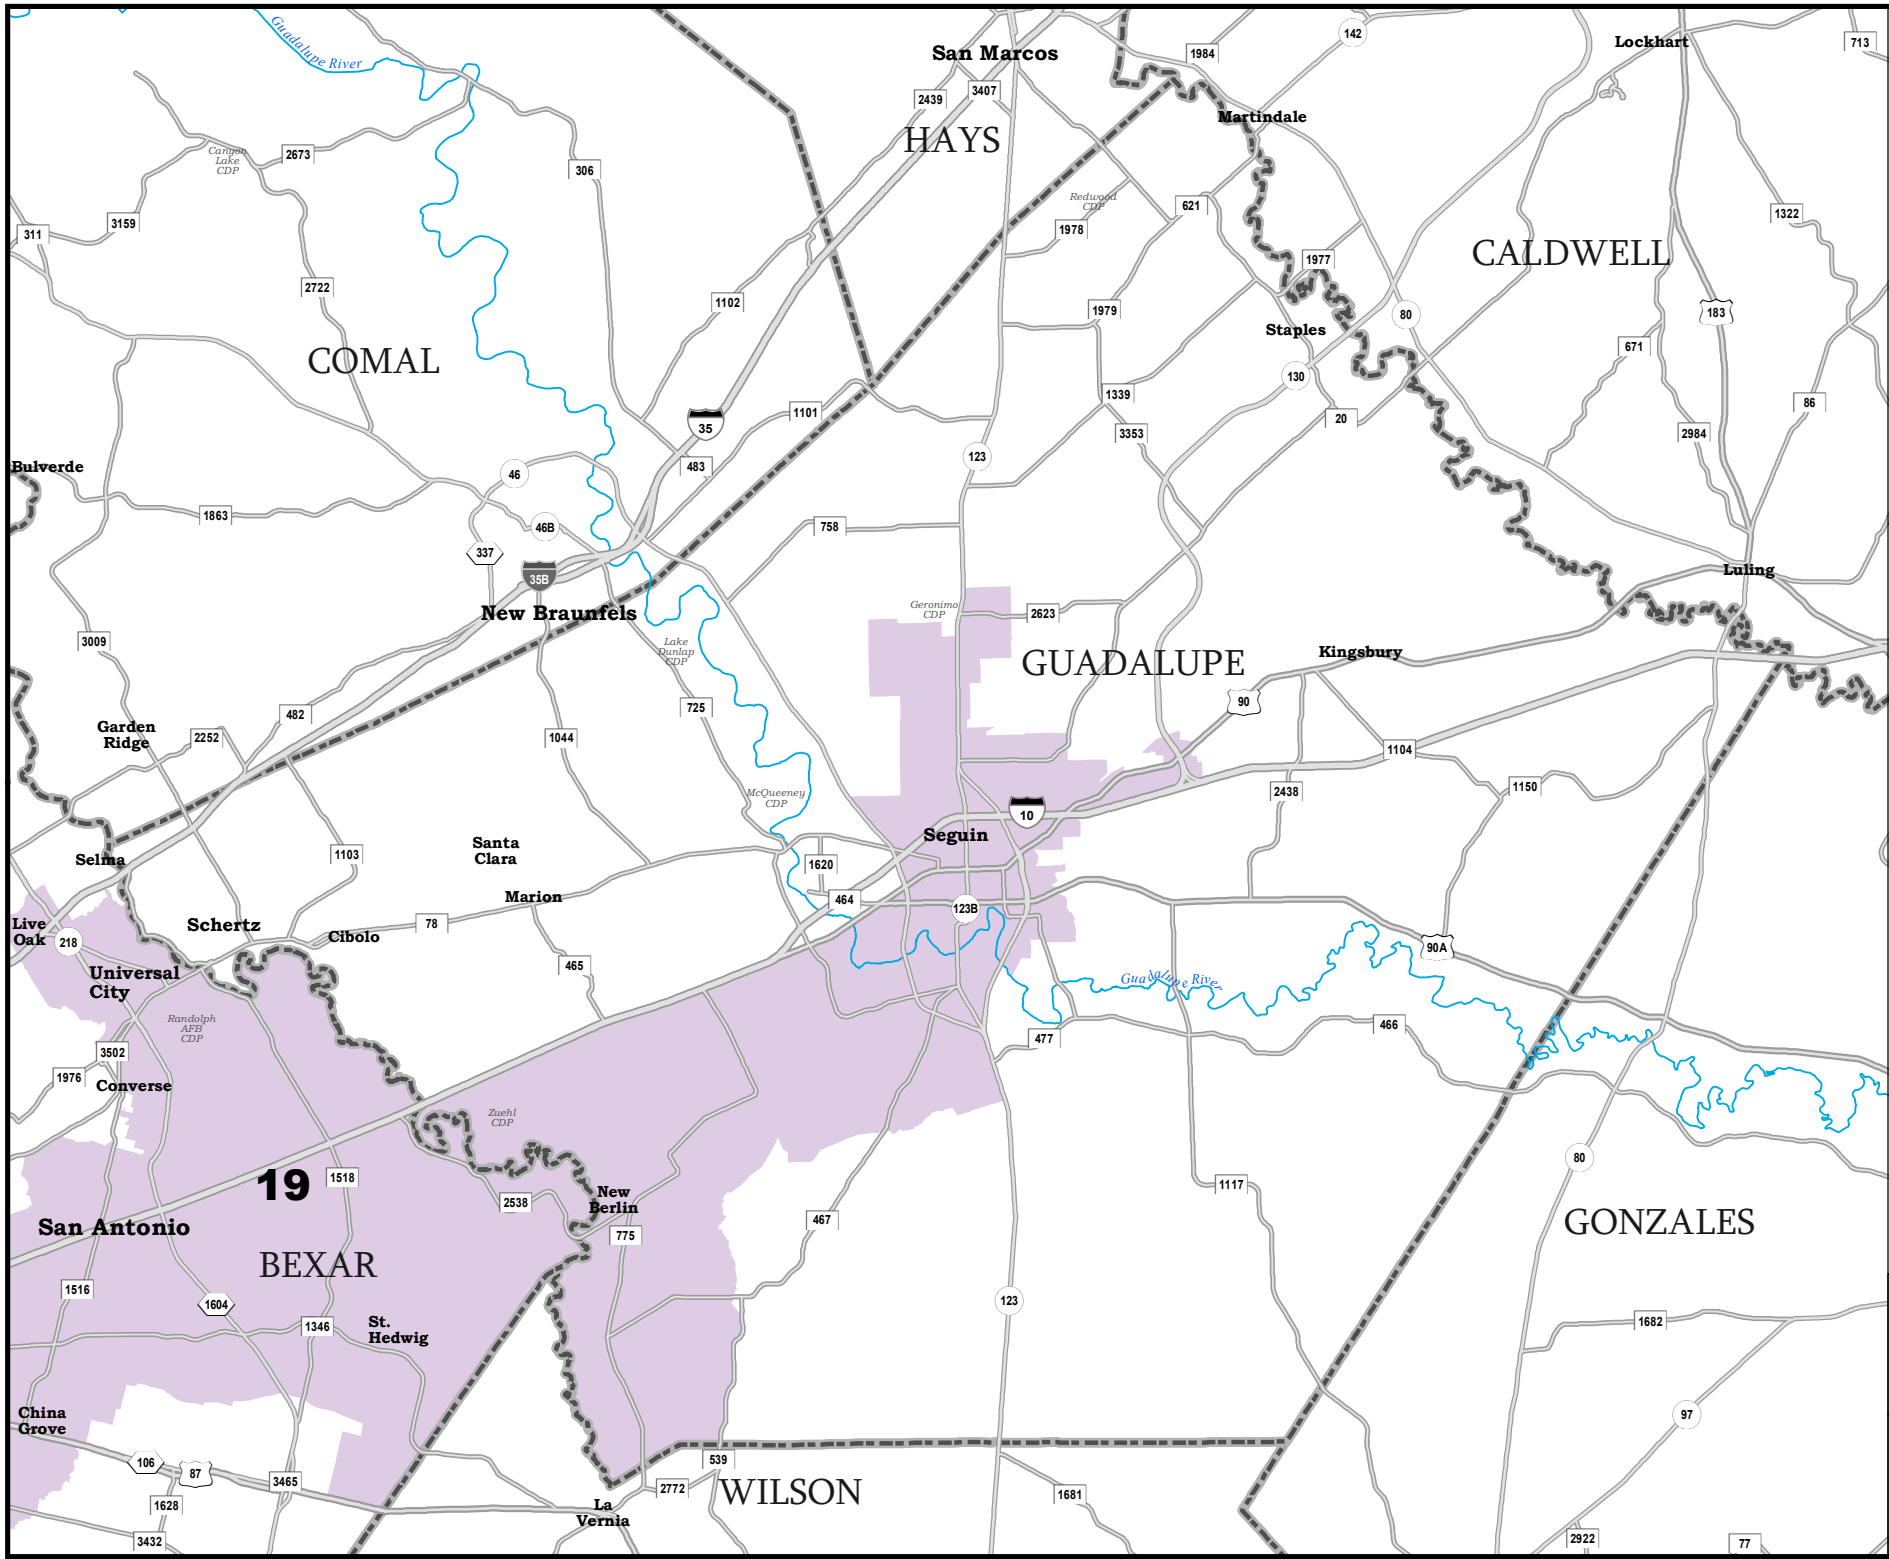 Guadalupe River
San Marcos
1984
142
Lockhart
713
2439
3407
Martindale
HAYS
Canyon
Lake
CDP
2673
306
Redwood
CDP
621
3159
311
1978
1322
1977
CALDWELL
2722
1102
1979
Staples
80
183
COMAL
671
130
1339
86
1101
35
20
3353
2984
123
Bulverde
46
483
1863
46B
758
337
35B
Luling
New Braunfels
Geronimo
CDP
2623
3009
Lake
Dunlap
CDP
GUADALUPE
Kingsbury
90
725
482
Garden
Ridge
2252
1044
1104
McQueeney
CDP
2438
1150
10
Seguin
Selma
1103
Santa
Clara
1620
Marion
464
123B
Live
Oak
218
Schertz
78
Cibolo
90A
Universal
City
465
Guadalupe River
Randolph
AFB
CDP
466
477
3502
1976
Converse
Zuehl
CDP
80
19
1518
1117
2538
New
Berlin
San Antonio
775
467
GONZALES
BEXAR
1516
1604
123
1346
St.
Hedwig
1682
China
Grove
97
106
87
3465
539
2772
WILSON
1681
1628
La
Vernia
3432
2922
77